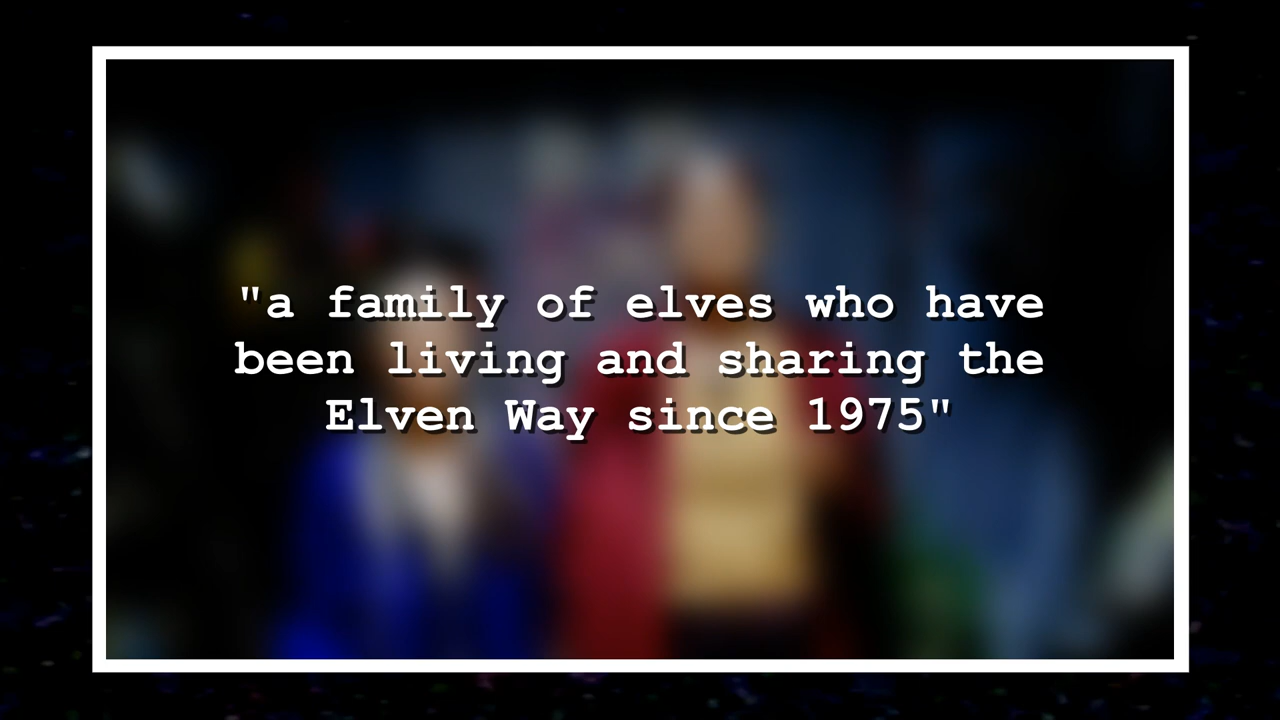 "a family of elves who have
been living and sharing the
Elven Way since 1975"